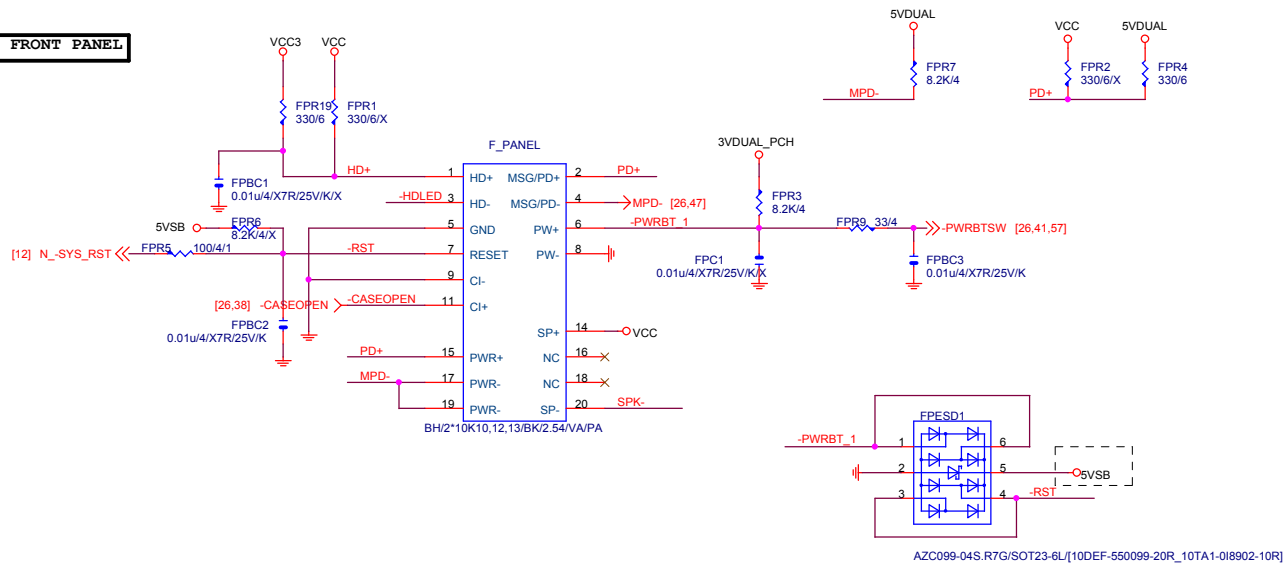 FRONT PANEL
VCC3
VCC
FPR19
330/6
FPR1
330/6/X
FPBC1
0.01u/4/X7R/25V/K/X
HD+
-HDLED
5VSB
FPR6
8.2K/4/X
[12] N_-SYS_RST
FPR5
100/4/1
-RST
[26,38] -CASEOPEN
-CASEOPEN
FPBC2
0.01u/4/X7R/25V/K
PD+
MPD-
F_PANEL
1 HD+ MSG/PD+ 2
3 HD- MSG/PD- 4
5 GND PW+ 6
7 RESET PW- 8
9 CI-
11 CI+
SP+ 14
15 PWR+ NC 16
17 PWR- NC 18
19 PWR- SP- 20
BH/2*10K10,12,13/BK/2.54/VA/PA
PD+
MPD- [26,47]
-PWRBT_1
VCC
SPK-
3VDUAL_PCH
FPR3
8.2K/4
FPR9 33/4
-PWRBTSW [26,41,57]
FPC1
0.01u/4/X7R/25V/K/X
FPBC3
0.01u/4/X7R/25V/K
5VDUAL
FPR7
8.2K/4
MPD-
VCC
5VDUAL
FPR2
330/6/X
FPR4
330/6
PD+
FPESD1
-PWRBT_1
1
6
2
5
5VSB
3
4
-RST
AZC099-04S.R7G/SOT23-6L/[10DEF-550099-20R_10TA1-0I8902-10R]